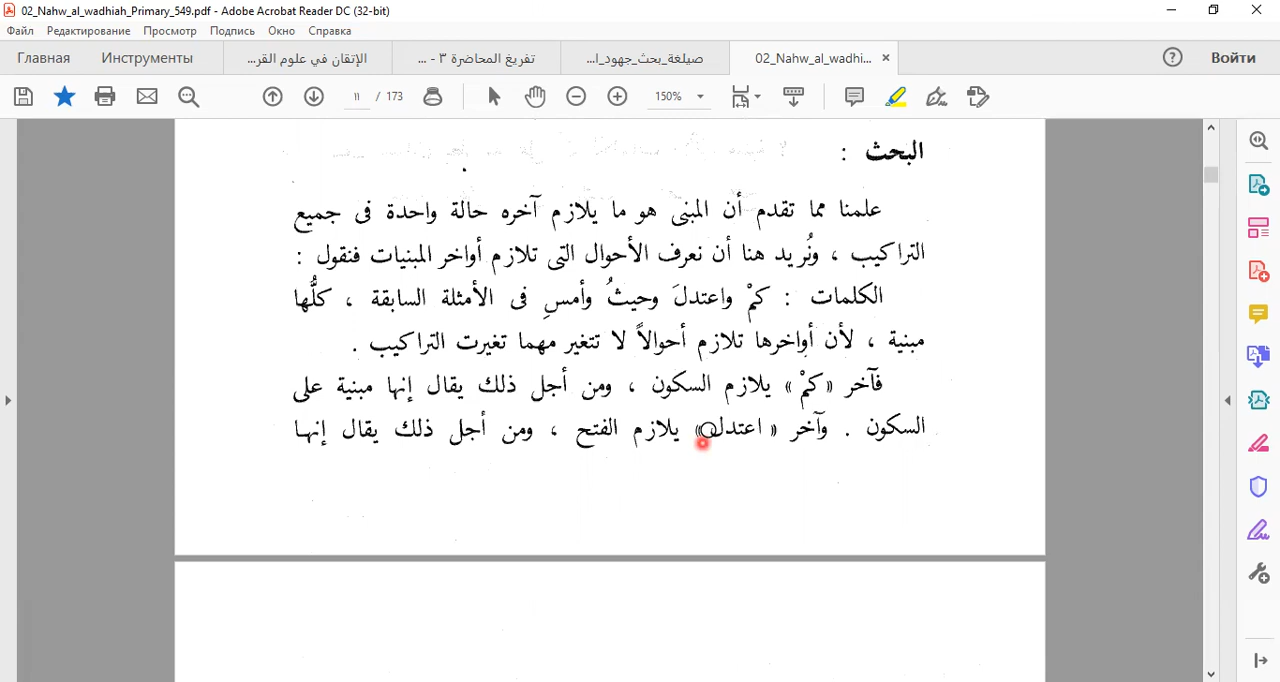 02_Nahw_al_wadhiah_Primary_549.pdf - Adobe Acrobat Reader DC (32-bit)
Файл Редактирование Просмотр Подпись Окно Справка
Главная Инструменты الإتقان في علوم القر... تفريغ المحاضرة ٣ - ... صيلغة_بحث_جهود_ا... 02_Nahw_al_wadhi... Войти
١١ / 173 150%
البحث :
علمنا مما تقدم أن المبنى هو ما يلازم آخره حالة واحدة فى جميع
التراكيب ، ونُريد هنا أن نعرف الأحوال التى تلازم أواخر المبنيات فنقول :
الكلمات : كمْ واعتدلَ وحيثُ وأمسِ فى الأمثلة السابقة ، كلُّها
مبنية ، لأن أواخرها تلازم أحوالاً لا تتغير مهما تغيرت التراكيب .
فآخر «كمْ» يلازم السكون ، ومن أجل ذلك يقال إنها مبنية على
السكون . وآخر «اعتدل» يلازم الفتح ، ومن أجل ذلك يقال إنها